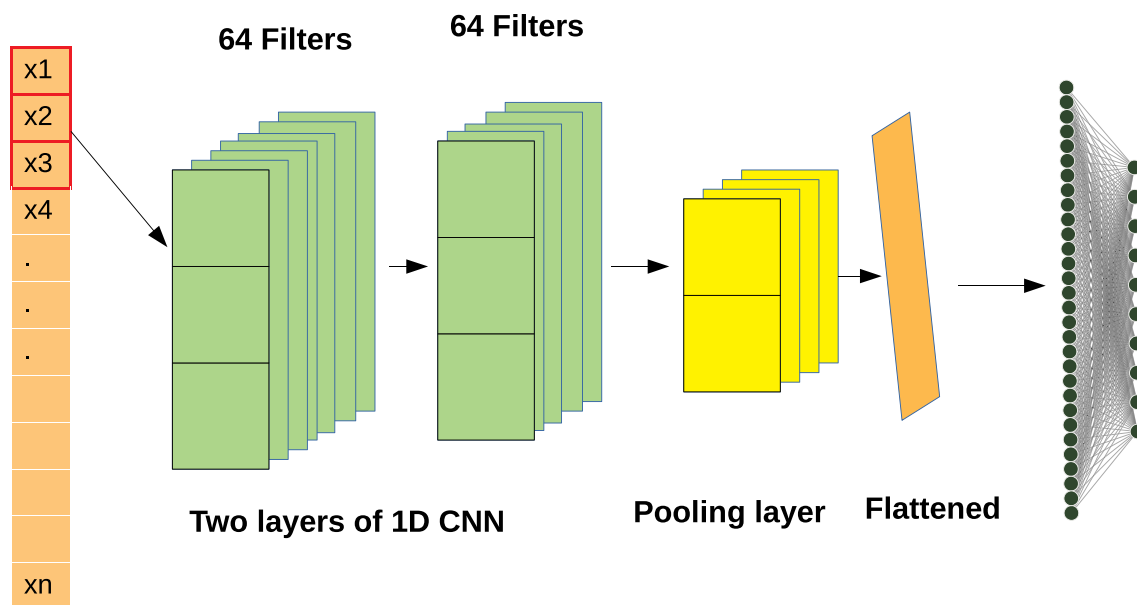 64 Filters
64 Filters
x1
x2
x3
x4
.
.
.
xn
Two layers of 1D CNN
Pooling layer
Flattened